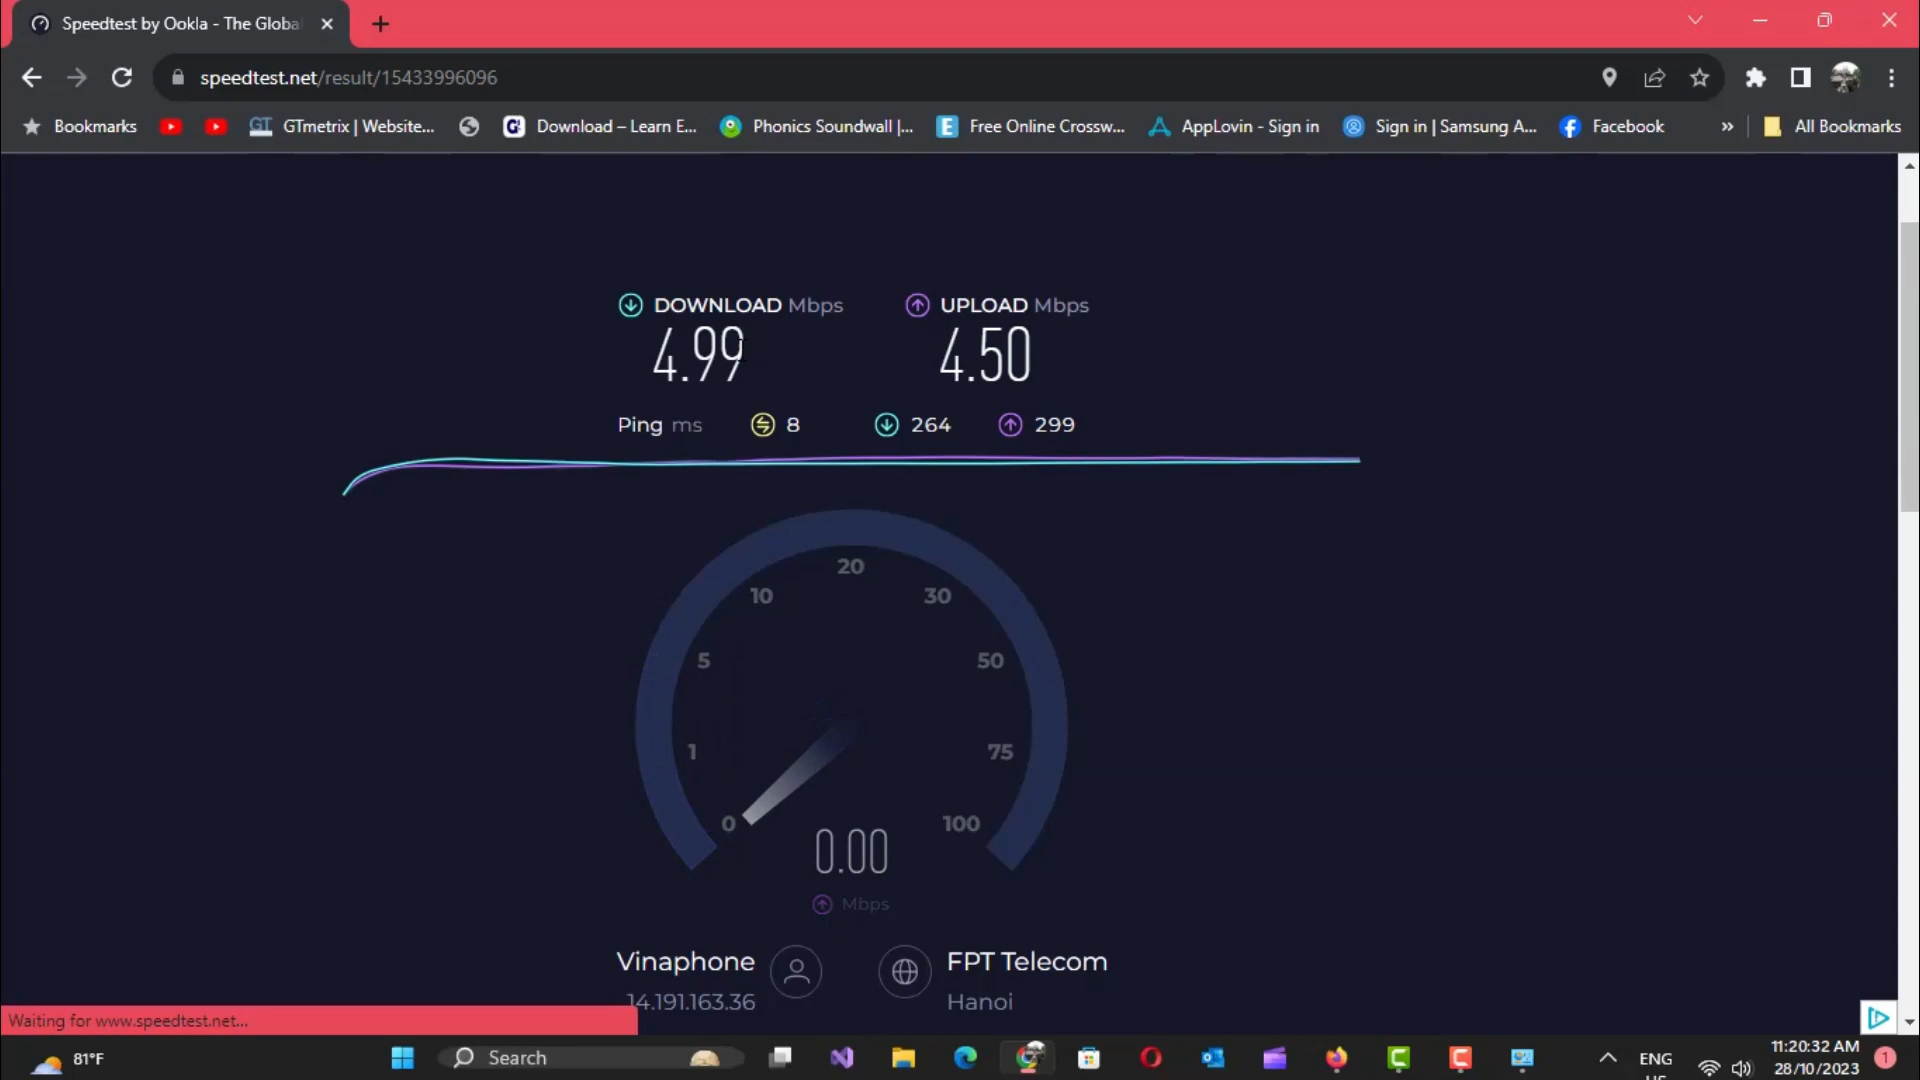 Speedtest by Ookla - The Globa
speedtest.net/result/15433996096
Bookmarks
GTmetrix | Website...
Download – Learn E...
Phonics Soundwall |...
Free Online Crossw...
AppLovin - Sign in
Sign in | Samsung A...
Facebook
»
All Bookmarks
DOWNLOAD Mbps
UPLOAD Mbps
4.99
4.50
Ping ms
8
264
299
20
10
30
5
50
1
75
0
100
0.00
Mbps
Vinaphone
FPT Telecom
14.191.163.36
Hanoi
Waiting for www.speedtest.net...
81°F
Search
ENG
11:20:32 AM
28/10/2023
1